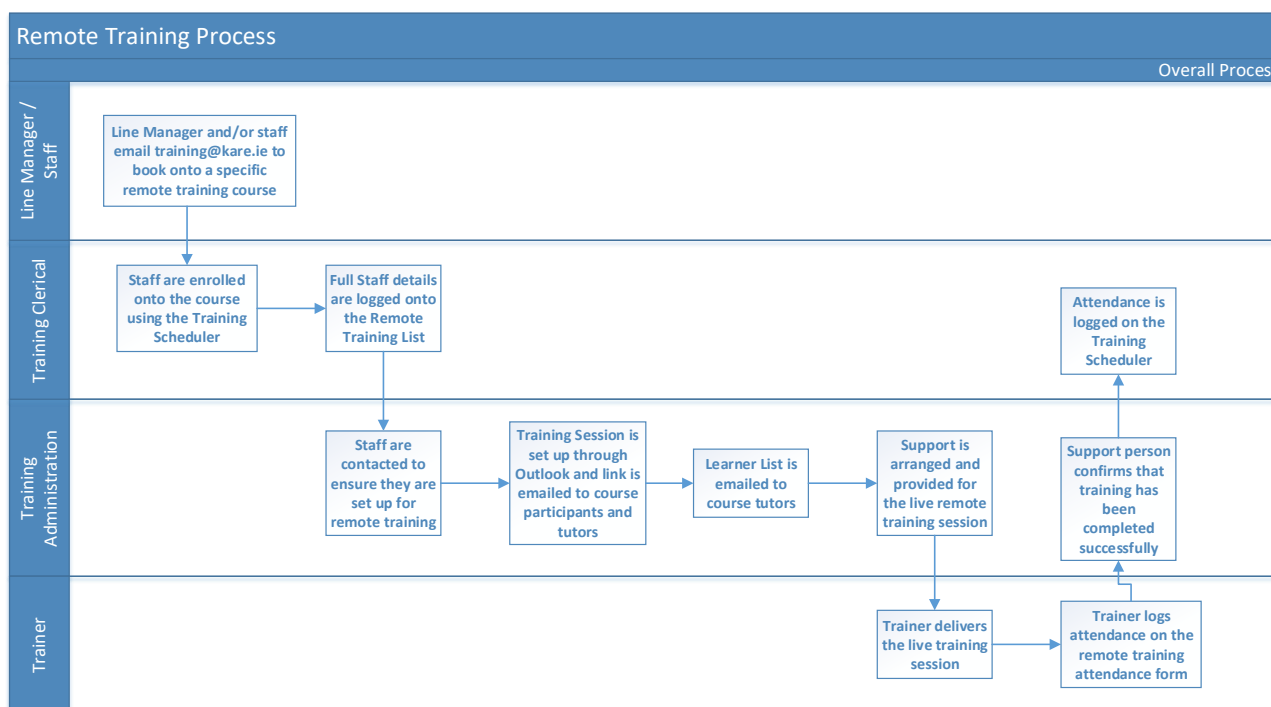 Remote Training Process
Overall Proces
Line Manager /
Staff
Line Manager and/or staff
email training@kare.ie to
book onto a specific
remote training course
Training Clerical
Staff are enrolled
onto the course
using the Training
Scheduler
Full Staff details
are logged onto
the Remote
Training List
Attendance is
logged on the
Training
Scheduler
Training
Administration
Staff are
contacted to
ensure they are
set up for
remote training
Training Session is
set up through
Outlook and link is
emailed to course
participants and
tutors
Learner List is
emailed to
course tutors
Support is
arranged and
provided for
the live remote
training session
Support person
confirms that
training has
been
completed
successfully
Trainer
Trainer delivers
the live training
session
Trainer logs
attendance on the
remote training
attendance form